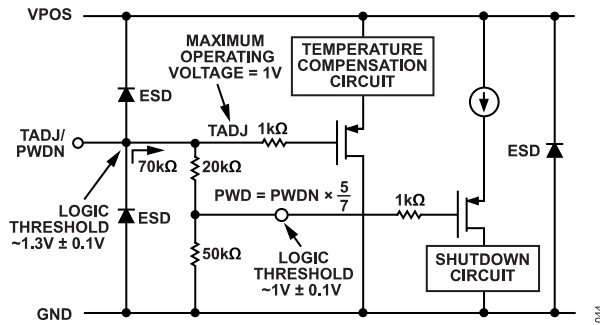 VPOS
MAXIMUM
OPERATING
VOLTAGE = 1V
TEMPERATURE
COMPENSATION
CIRCUIT
ESD
TADJ/
PWDN
TADJ
1kΩ
70kΩ
20kΩ
ESD
PWD = PWDN × 5/7
1kΩ
LOGIC
THRESHOLD
~1.3V ± 0.1V
ESD
50kΩ
LOGIC
THRESHOLD
~1V ± 0.1V
SHUTDOWN
CIRCUIT
GND
044